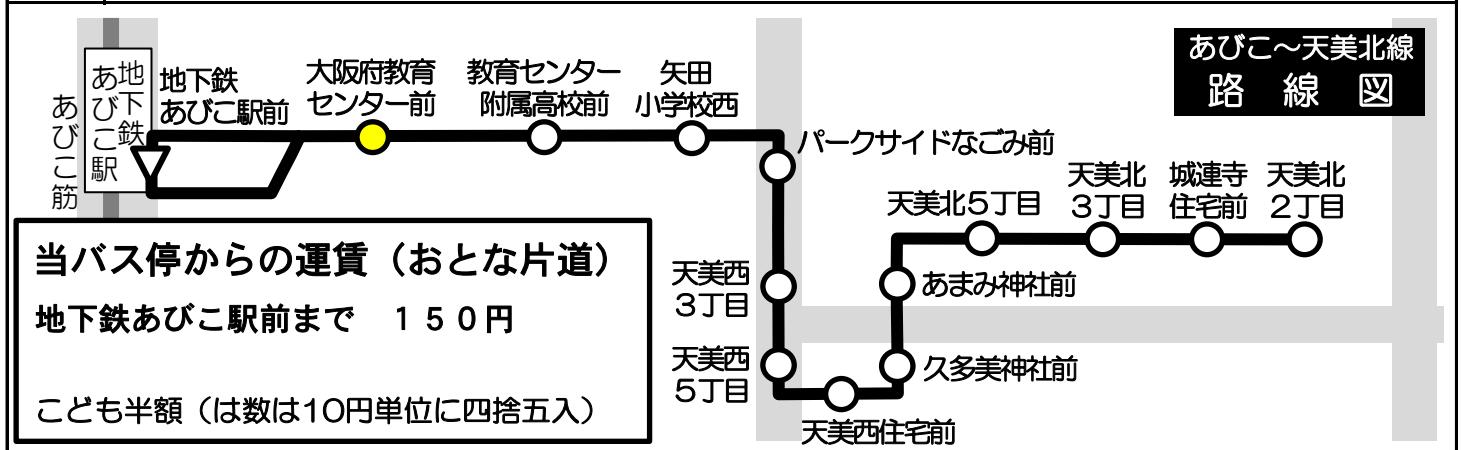 あびこ～天美北線
路線図
あびこ筋
地下鉄
あびこ駅
地下鉄
あびこ駅前
大阪府教育
センター前
教育センター
附属高校前
矢田
小学校西
パークサイドなごみ前
天美西
３丁目
天美西
５丁目
天美西住宅前
久多美神社前
あまみ神社前
天美北５丁目
天美北
３丁目
城連寺
住宅前
天美北
２丁目
当バス停からの運賃（おとな片道）
地下鉄あびこ駅前まで　１５０円
こども半額（は数は10円単位に四捨五入）